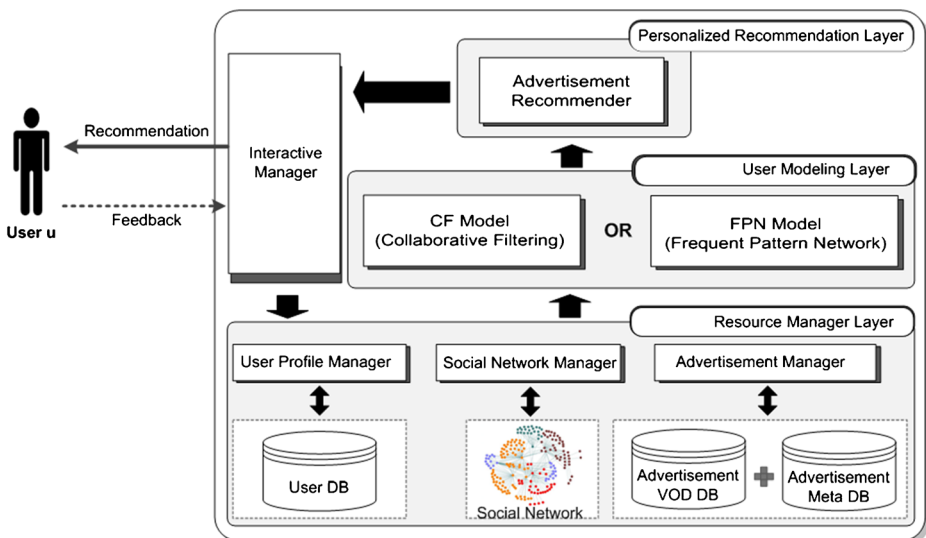 Personalized Recommendation Layer
Advertisement
Recommender
Recommendation
Interactive
Manager
User Modeling Layer
Feedback
User u
CF Model
(Collaborative Filtering)
OR
FPN Model
(Frequent Pattern Network)
Resource Manager Layer
User Profile Manager
Social Network Manager
Advertisement Manager
User DB
Social Network
Advertisement
VOD DB
Advertisement
Meta DB